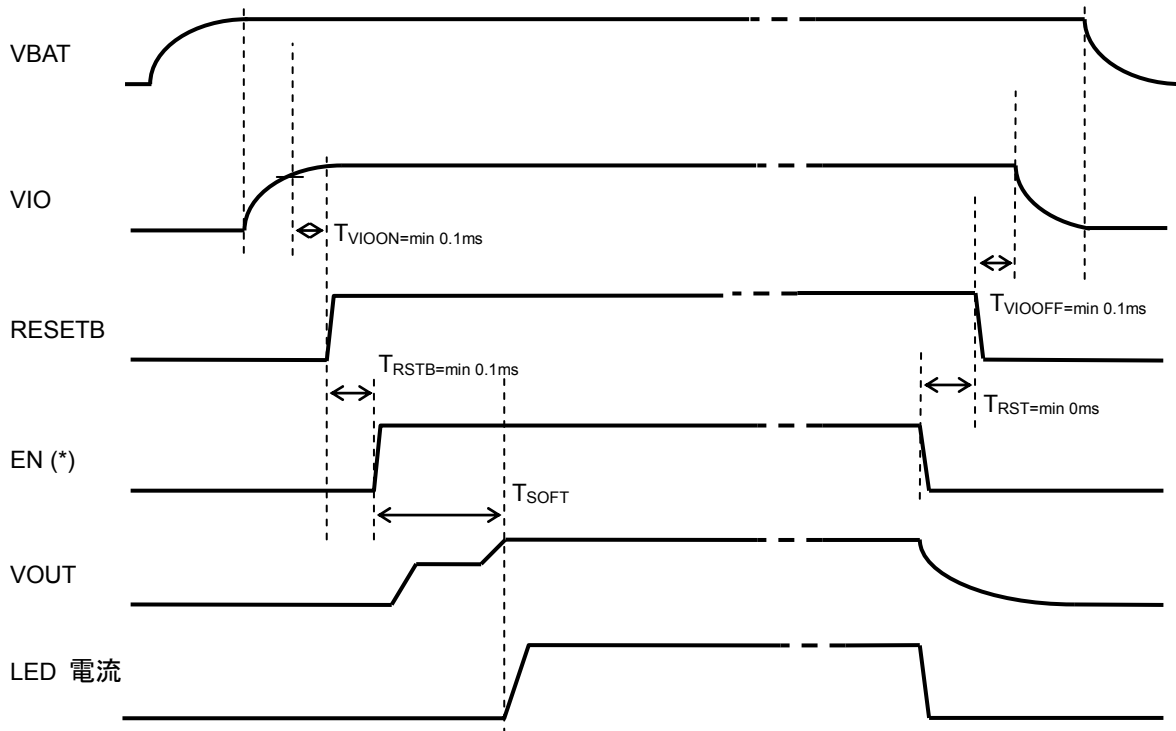 VBAT
VIO
TVIOON=min 0.1ms
TVIOOFF=min 0.1ms
RESETB
TRSTB=min 0.1ms
TRST=min 0ms
EN (*)
TSOFT
VOUT
LED 電流